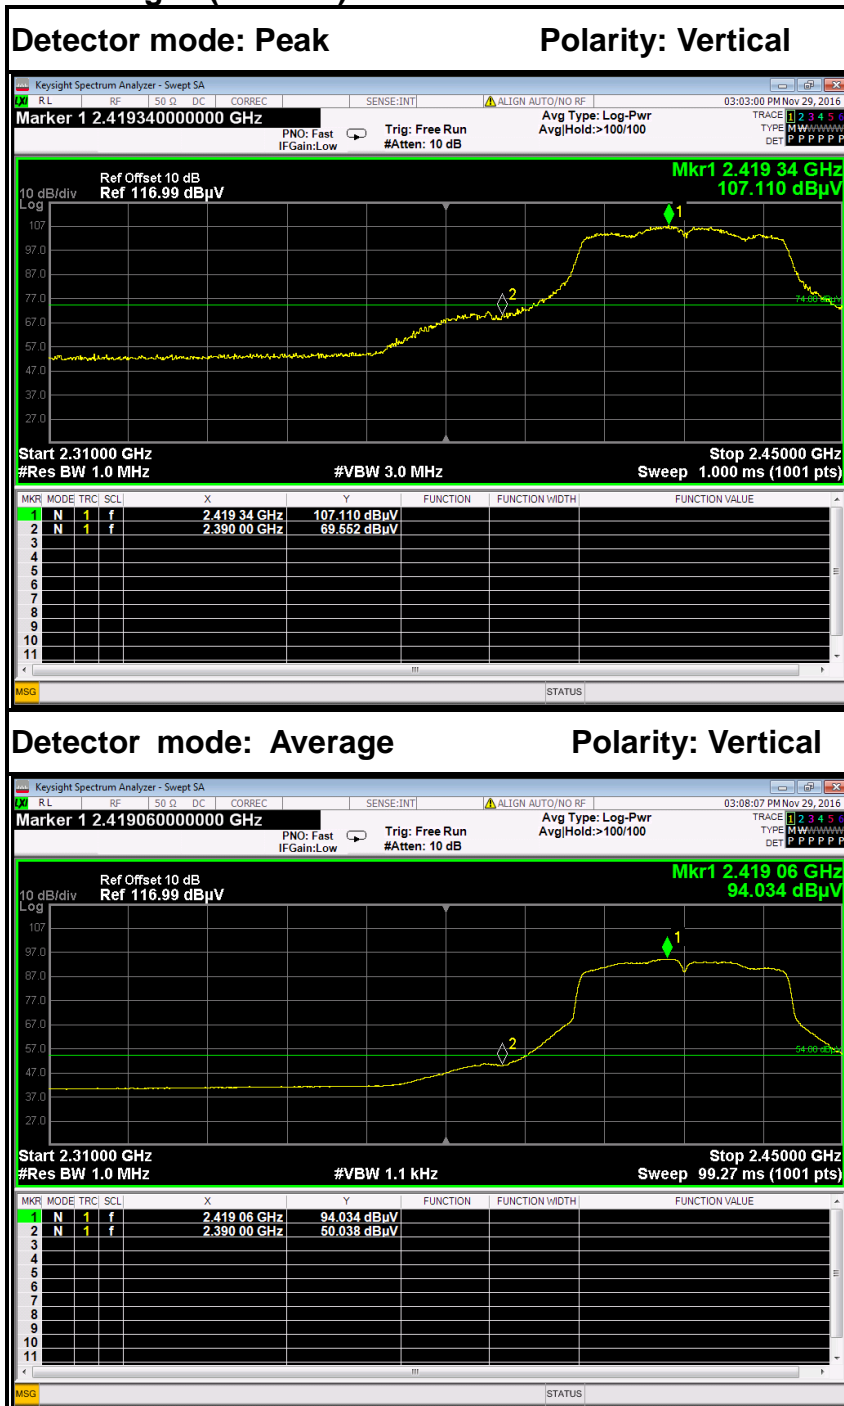 Detector mode: Peak Polarity: Vertical
Keysight Spectrum Analyzer - Swept SA
LXI RL RF 50 Ω DC CORREC SENSE:INT ALIGN AUTO/NO RF 03:03:00 PM Nov 29, 2016
Marker 1 2.419340000000 GHz
PNO: Fast
IFGain:Low
Trig: Free Run
#Atten: 10 dB
Avg Type: Log-Pwr
Avg|Hold:>100/100
TRACE 1 2 3 4 5 6
TYPE M WWWWW
DET P P P P P P
Mkr1 2.419 34 GHz
107.110 dBµV
Ref Offset 10 dB
10 dB/div Ref 116.99 dBµV
Log
1
107
97.0
87.0
77.0
2
74.00 dBµV
67.0
57.0
47.0
37.0
27.0
Start 2.31000 GHz Stop 2.45000 GHz
#Res BW 1.0 MHz #VBW 3.0 MHz Sweep 1.000 ms (1001 pts)
MKR MODE TRC SCL X Y FUNCTION FUNCTION WIDTH FUNCTION VALUE
1 N 1 f 2.419 34 GHz 107.110 dBµV
2 N 1 f 2.390 00 GHz 69.552 dBµV
3
4
5
6
7
8
9
10
11
MSG STATUS
Detector mode: Average Polarity: Vertical
Keysight Spectrum Analyzer - Swept SA
LXI RL RF 50 Ω DC CORREC SENSE:INT ALIGN AUTO/NO RF 03:08:07 PM Nov 29, 2016
Marker 1 2.419060000000 GHz
PNO: Fast
IFGain:Low
Trig: Free Run
#Atten: 10 dB
Avg Type: Log-Pwr
Avg|Hold:>100/100
TRACE 1 2 3 4 5 6
TYPE M WWWWW
DET P P P P P P
Mkr1 2.419 06 GHz
94.034 dBµV
Ref Offset 10 dB
10 dB/div Ref 116.99 dBµV
Log
107
1
97.0
87.0
77.0
67.0
57.0
2
54.00 dBµV
47.0
37.0
27.0
Start 2.31000 GHz Stop 2.45000 GHz
#Res BW 1.0 MHz #VBW 1.1 kHz Sweep 99.27 ms (1001 pts)
MKR MODE TRC SCL X Y FUNCTION FUNCTION WIDTH FUNCTION VALUE
1 N 1 f 2.419 06 GHz 94.034 dBµV
2 N 1 f 2.390 00 GHz 50.038 dBµV
3
4
5
6
7
8
9
10
11
MSG STATUS